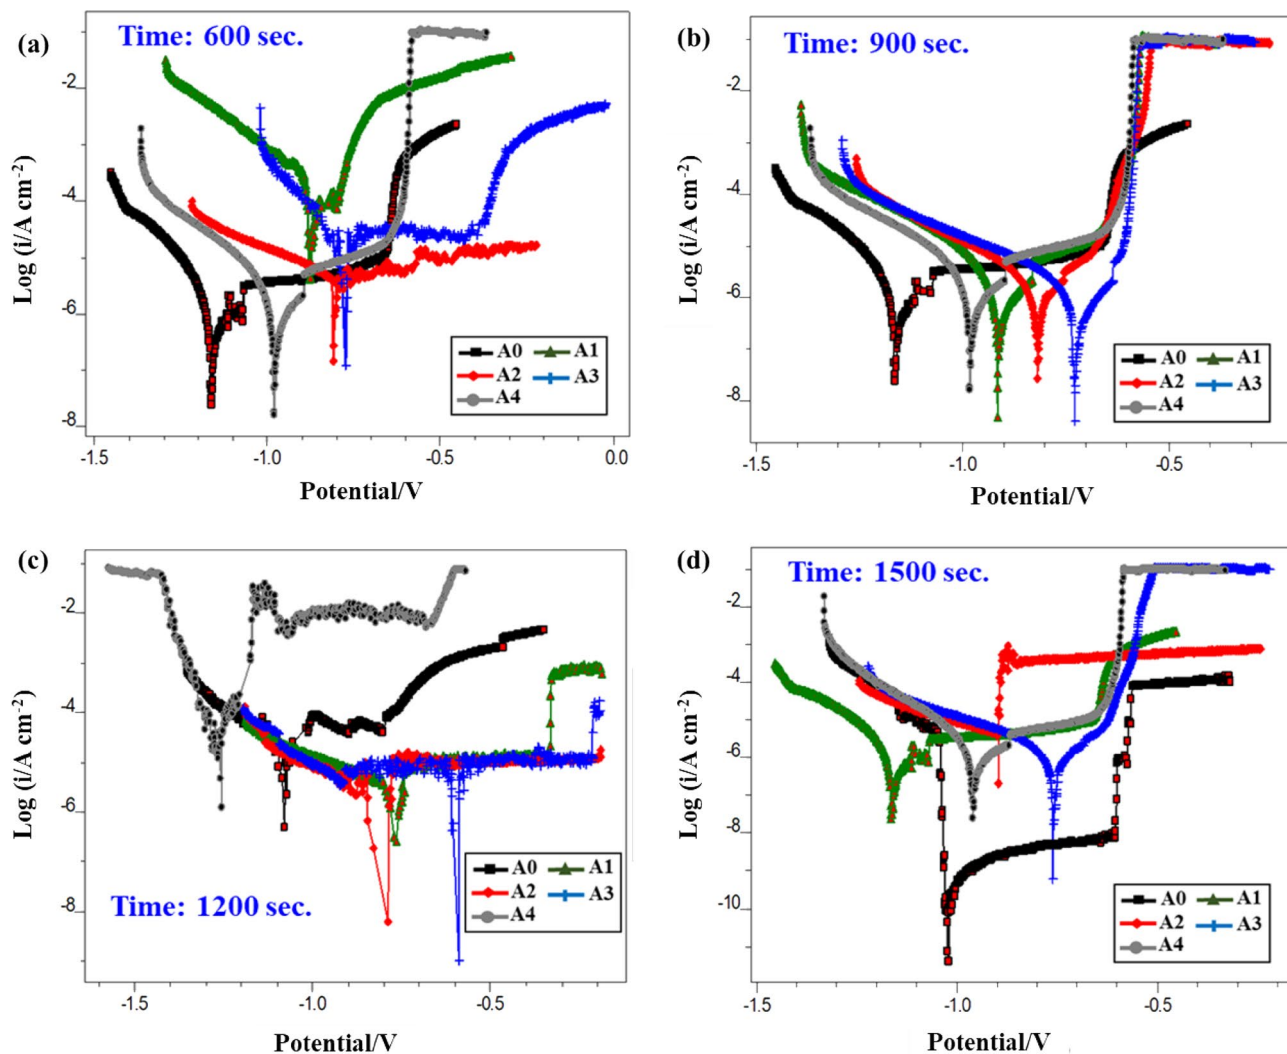 (a)
Time: 600 sec.
Log (i/A cm⁻²)
-2
-4
-6
-8
A0 A1
A2 A3
A4
-1.5 -1.0 -0.5 0.0
Potential/V
(b)
Time: 900 sec.
Log (i/A cm⁻²)
-2
-4
-6
-8
A0 A1
A2 A3
A4
-1.5 -1.0 -0.5
Potential/V
(c)
Log (i/A cm⁻²)
-2
-4
-6
-8
Time: 1200 sec.
A0 A1
A2 A3
A4
-1.5 -1.0 -0.5
Potential/V
(d)
Time: 1500 sec.
Log (i/A cm⁻²)
-2
-4
-6
-8
-10
A0 A1
A2 A3
A4
-1.5 -1.0 -0.5
Potential/V